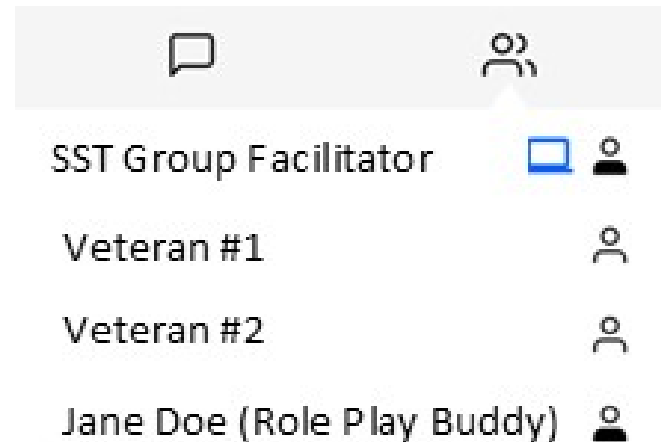 SST Group Facilitator
Veteran #1
Veteran #2
Jane Doe (Role Play Buddy)